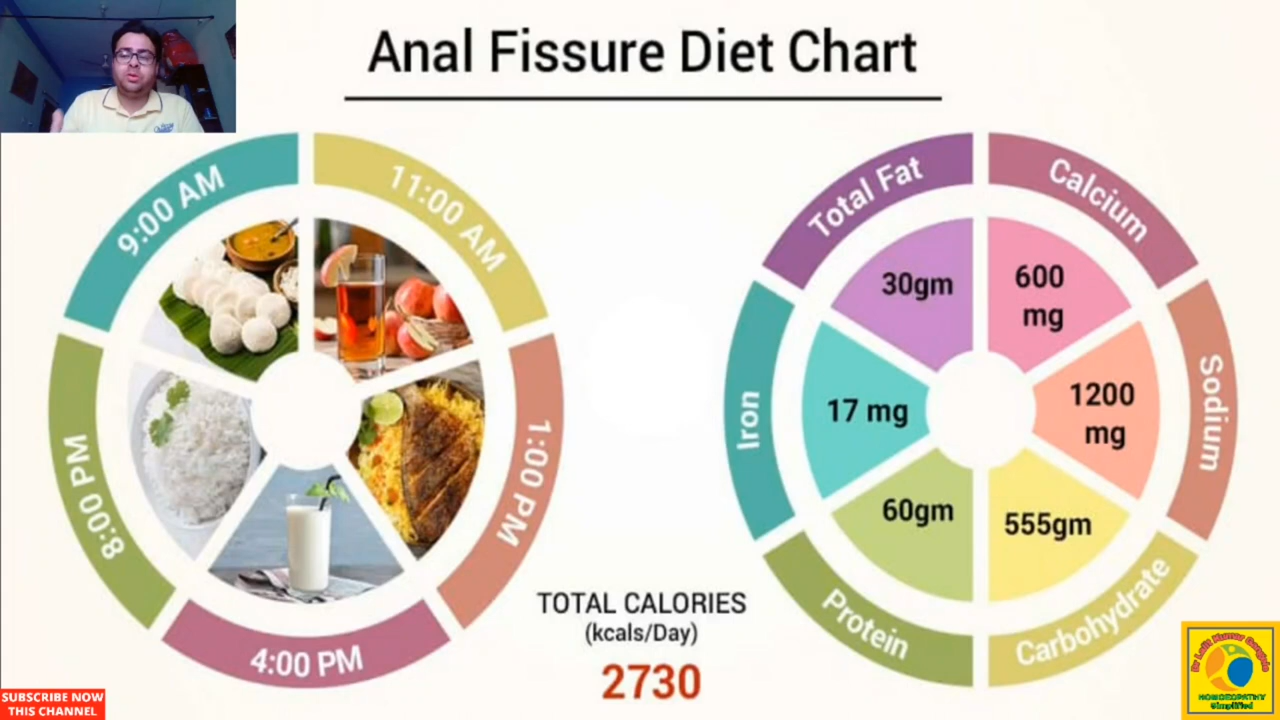 Anal Fissure Diet Chart
9:00 AM
11:00 AM
1:00 PM
4:00 PM
8:00 PM
TOTAL CALORIES
(kcals/Day)
2730
Total Fat
30gm
Calcium
600
mg
Sodium
1200
mg
Carbohydrate
555gm
Protein
60gm
Iron
17 mg
SUBSCRIBE NOW
THIS CHANNEL
HOMOEOPATHY
Simplified